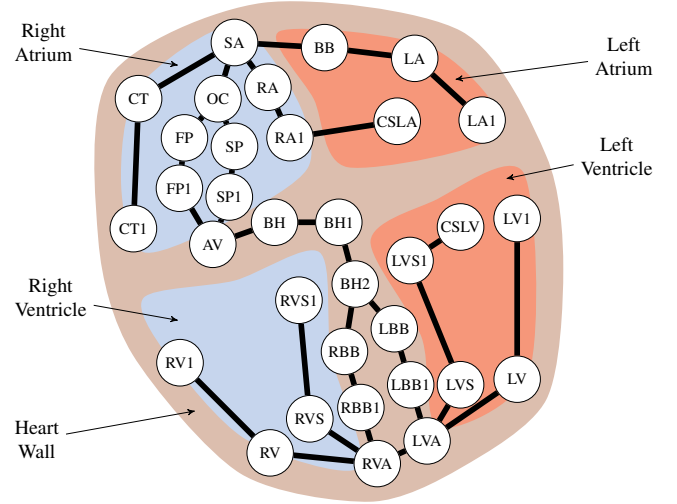 Right
Atrium
SA
BB
LA
Left
Atrium
CT
OC
RA
FP
SP
RA1
CSLA
LA1
Left
Ventricle
FP1
SP1
CT1
AV
BH
BH1
CSLV
LV1
LVS1
Right
Ventricle
RVS1
BH2
LBB
RV1
RBB
LBB1
LVS
LV
RBB1
RVS
Heart
Wall
RV
RVA
LVA